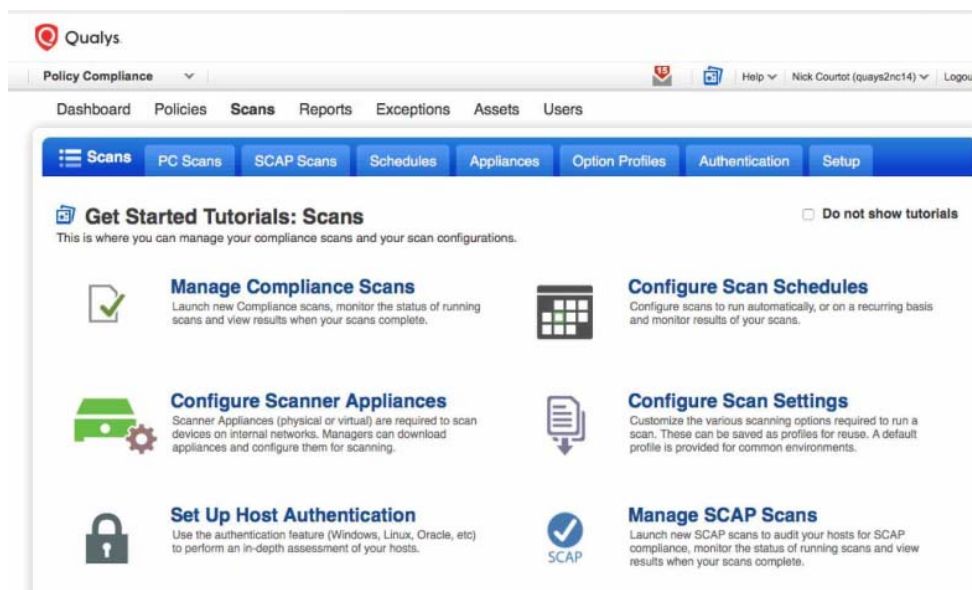 Qualys.
Policy Compliance
15
Help
Nick Courtot (quays2nc14)
Logou
Dashboard Policies Scans Reports Exceptions Assets Users
Scans PC Scans SCAP Scans Schedules Appliances Option Profiles Authentication Setup
Get Started Tutorials: Scans
Do not show tutorials
This is where you can manage your compliance scans and your scan configurations.
Manage Compliance Scans
Launch new Compliance scans, monitor the status of running
scans and view results when your scans complete.
Configure Scan Schedules
Configure scans to run automatically, or on a recurring basis
and monitor results of your scans.
Configure Scanner Appliances
Scanner Appliances (physical or virtual) are required to scan
devices on internal networks. Managers can download
appliances and configure them for scanning.
Configure Scan Settings
Customize the various scanning options required to run a
scan. These can be saved as profiles for reuse. A default
profile is provided for common environments.
Set Up Host Authentication
Use the authentication feature (Windows, Linux, Oracle, etc)
to perform an in-depth assessment of your hosts.
SCAP
Manage SCAP Scans
Launch new SCAP scans to audit your hosts for SCAP
compliance, monitor the status of running scans and view
results when your scans complete.